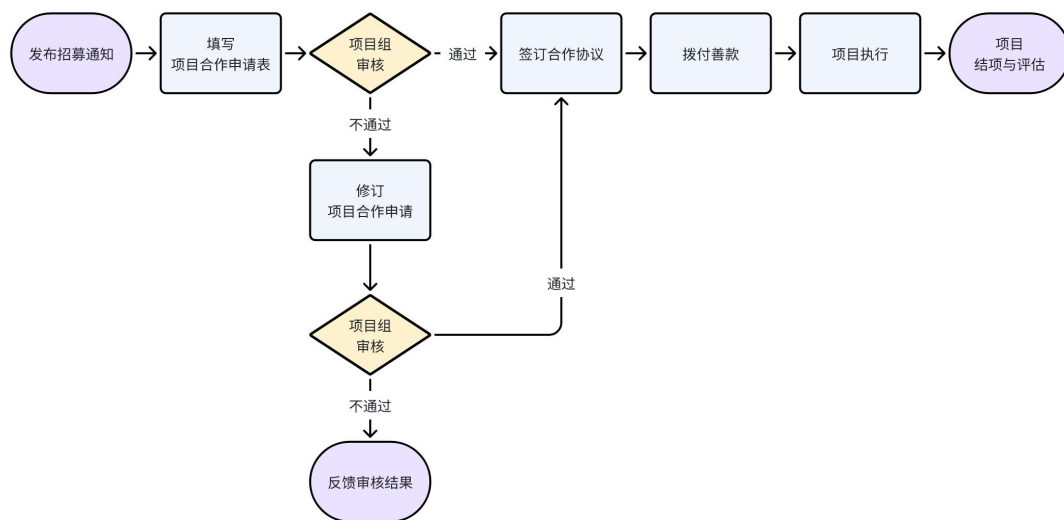 发布招募通知
填写
项目合作申请表
项目组
审核
通过
签订合作协议
拨付善款
项目执行
项目
结项与评估
不通过
修订
项目合作申请
通过
项目组
审核
不通过
反馈审核结果